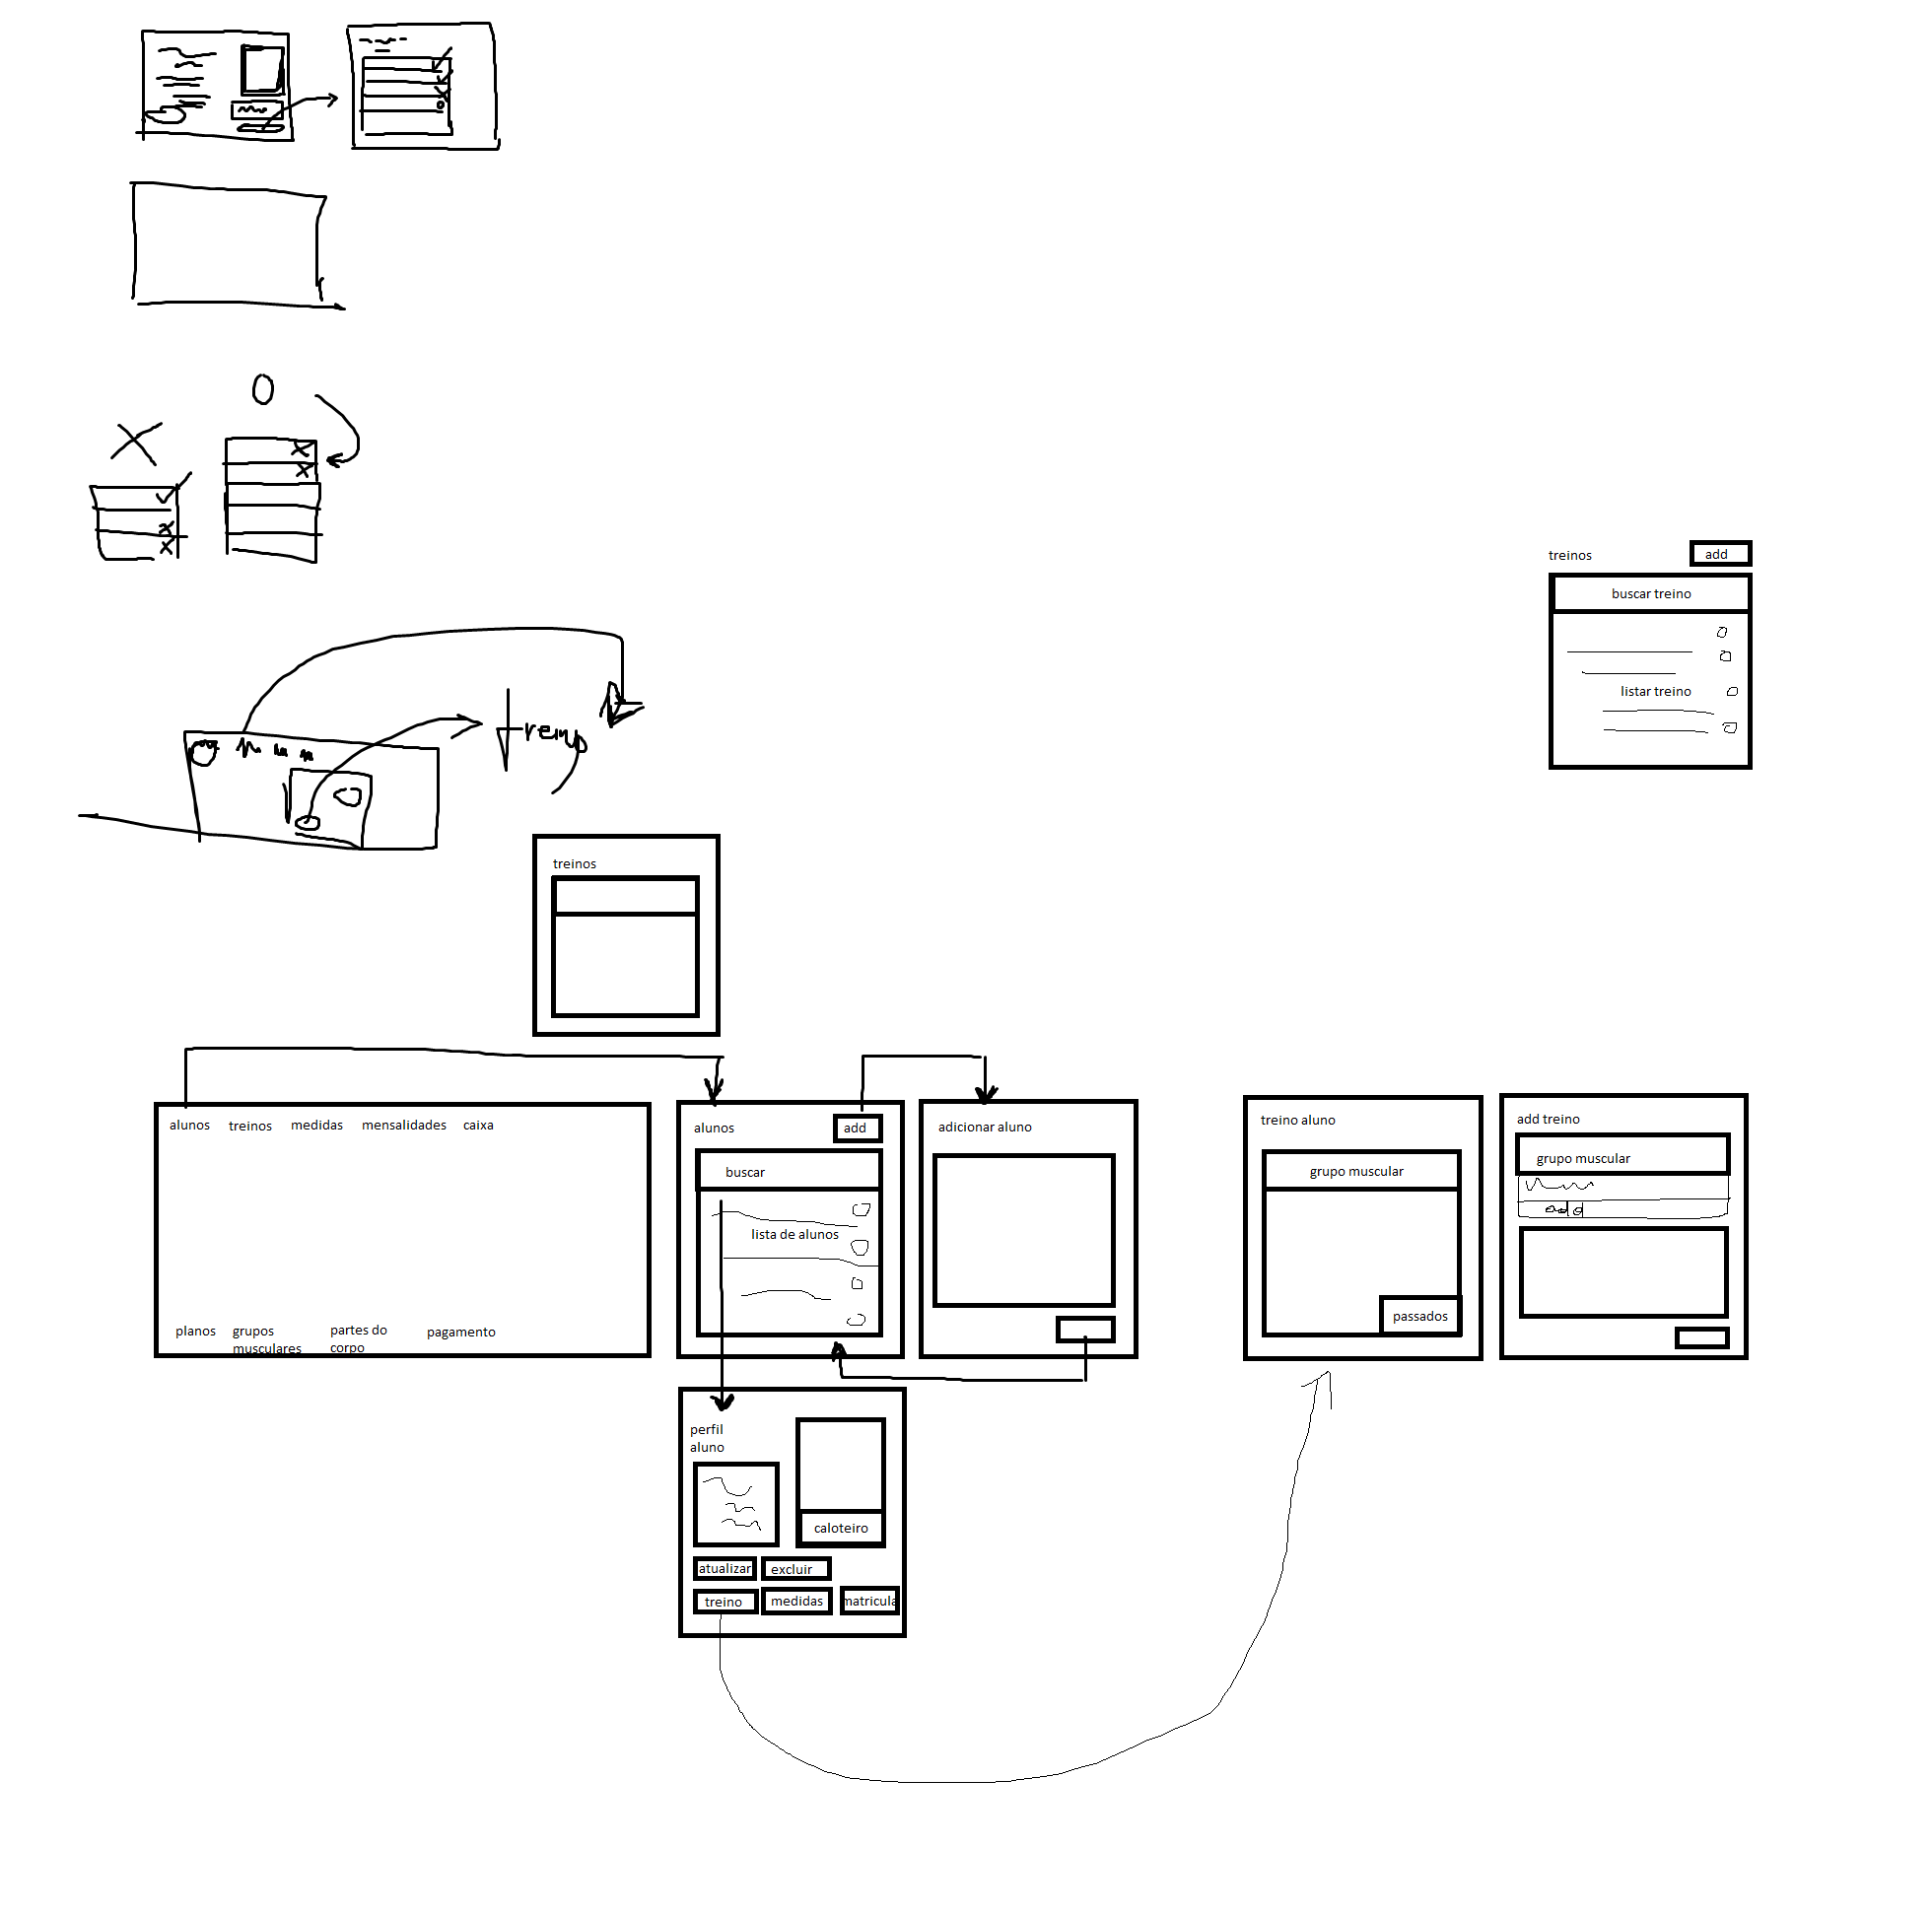 treinos
add
buscar treino
listar treino
treinos
alunos
treinos
medidas
mensalidades
caixa
planos
grupos
musculares
partes do
corpo
pagamento
alunos
add
buscar
lista de alunos
adicionar aluno
treino aluno
grupo muscular
passados
add treino
grupo muscular
add
perfil
aluno
caloteiro
atualizar
excluir
treino
medidas
matricula